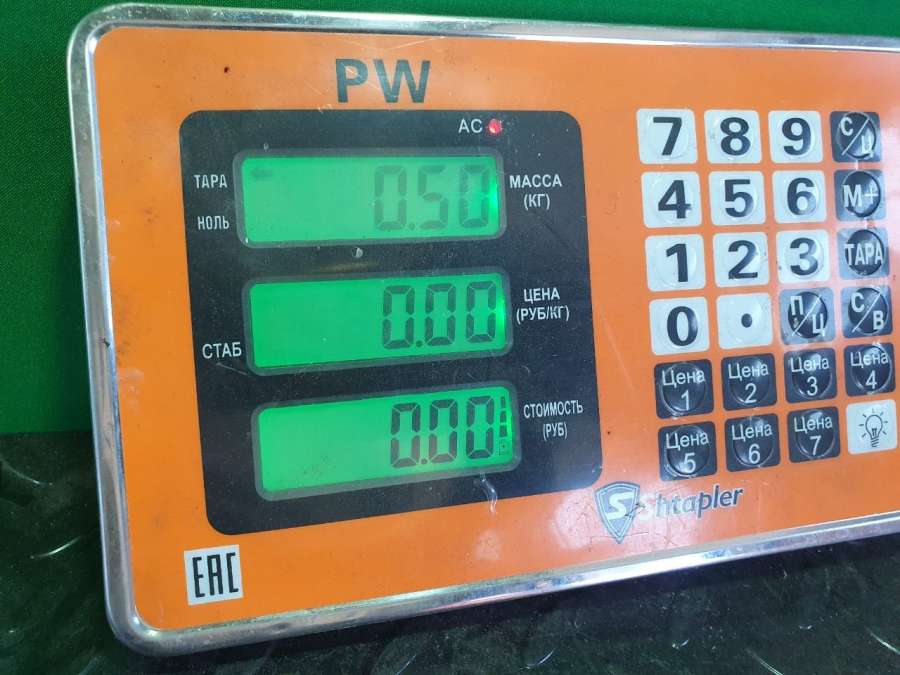 PW
AC
ТАРА
НОЛЬ
0.50
МАССА
(КГ)
0.00
ЦЕНА
(РУБ/КГ)
СТАБ
0.00
СТОИМОСТЬ
(РУБ)
7 8 9 С/Ц
4 5 6 М+
1 2 3 ТАРА
0 . П/Ц С/В
Цена 1 Цена 2 Цена 3 Цена 4
Цена 5 Цена 6 Цена 7
S Shtapler
EAC